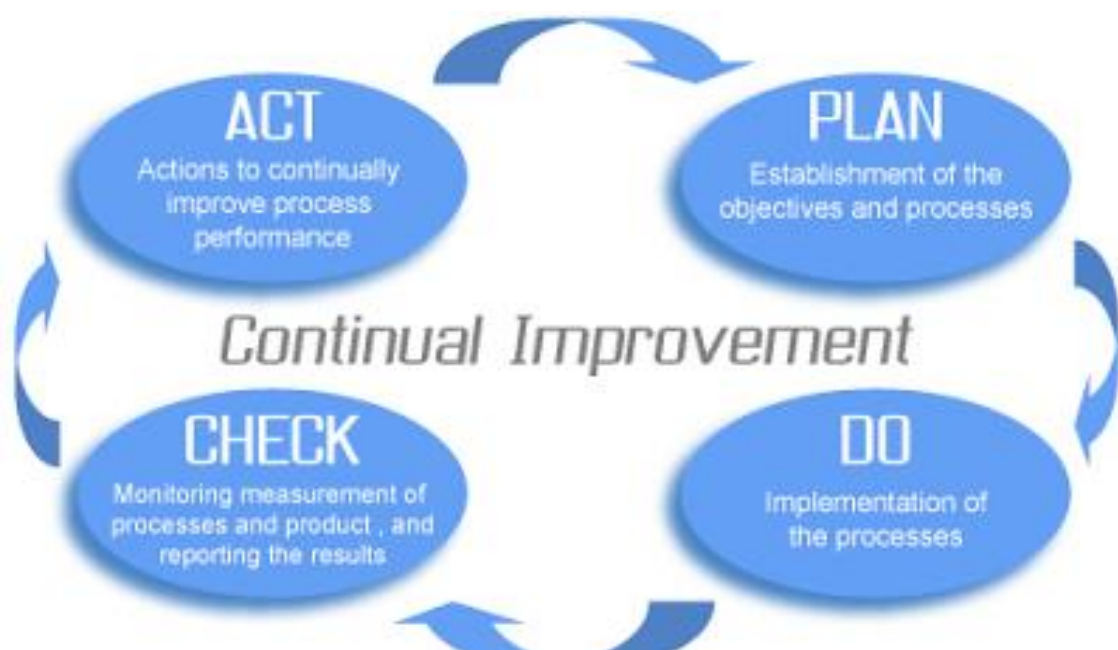 ACT
Actions to continually
improve process
performance
PLAN
Establishment of the
objectives and processes
Continual Improvement
CHECK
Monitoring measurement of
processes and product , and
reporting the results
DO
Implementation of
the processes